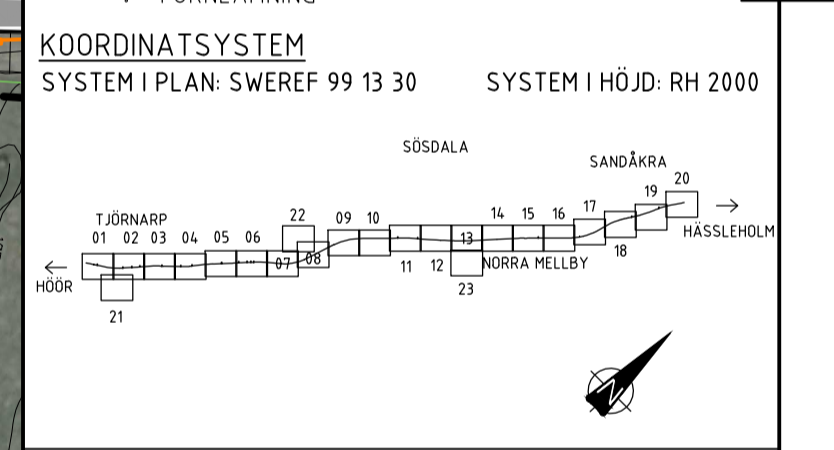 FORNLÄMNING
KOORDINATSYSTEM
SYSTEM I PLAN: SWEREF 99 13 30 SYSTEM I HÖJD: RH 2000
SÖSDALA
SANDÅKRA
TJÖRNARP
01 02 03 04 05 06 07 08 22 09 10 11 12 13 14 15 16 17 18 19 20
HÄSSLEHOLM
NORRA MELLBY
HÖÖR
21
23
N